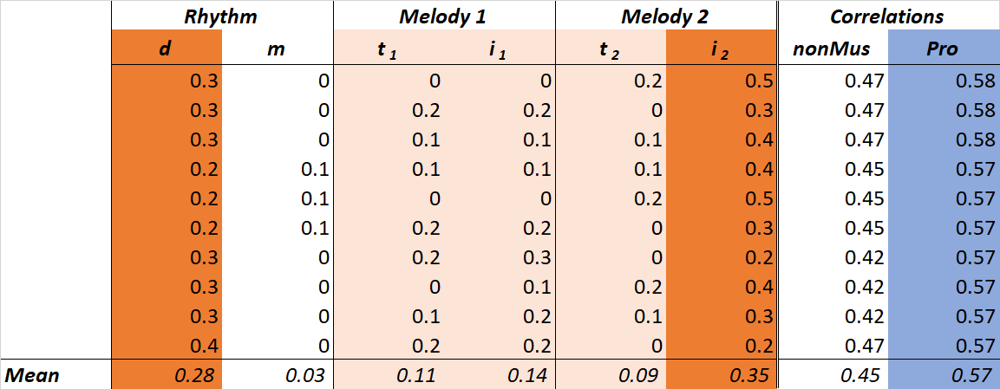 Rhythm Melody 1 Melody 2 Correlations
d m t 1 i 1 t 2 i 2 nonMus Pro
0.3 0 0 0 0.2 0.5 0.47 0.58
0.3 0 0.2 0.2 0 0.3 0.47 0.58
0.3 0 0.1 0.1 0.1 0.4 0.47 0.58
0.2 0.1 0.1 0.1 0.1 0.4 0.45 0.57
0.2 0.1 0 0 0.2 0.5 0.45 0.57
0.2 0.1 0.2 0.2 0 0.3 0.45 0.57
0.3 0 0.2 0.3 0 0.2 0.42 0.57
0.3 0 0 0.1 0.2 0.4 0.42 0.57
0.3 0 0.1 0.2 0.1 0.3 0.42 0.57
0.4 0 0.2 0.2 0 0.2 0.47 0.57
Mean 0.28 0.03 0.11 0.14 0.09 0.35 0.45 0.57